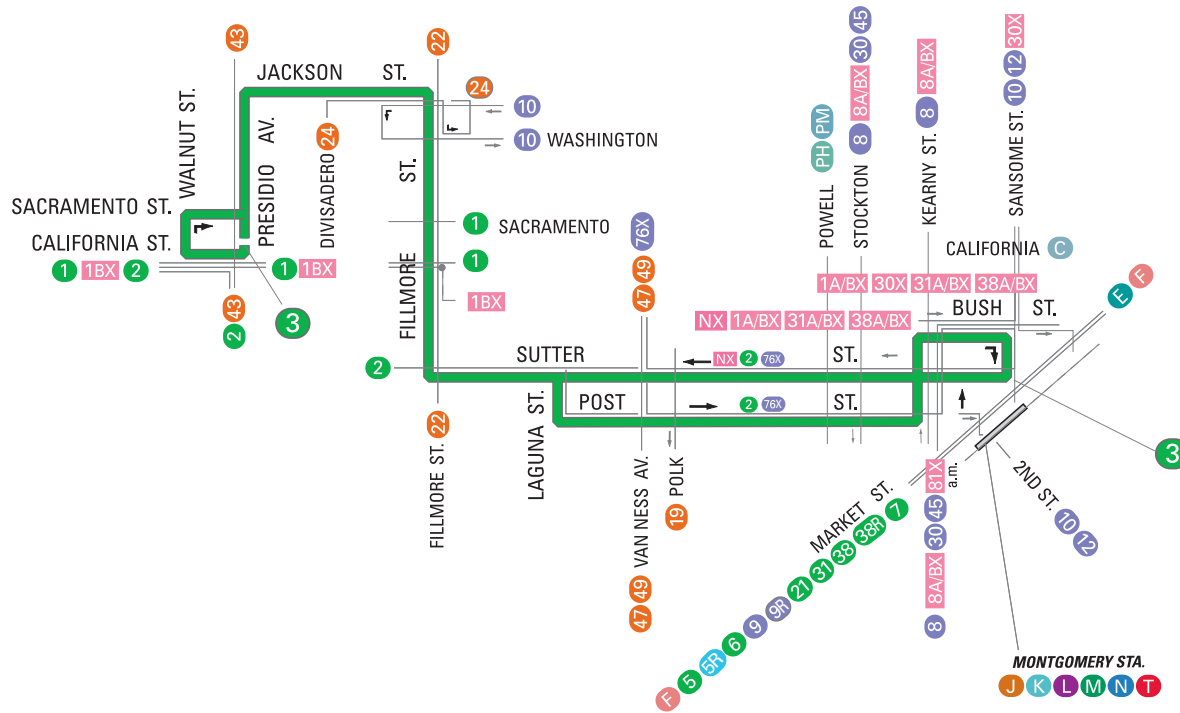 43
22
JACKSON ST.
24
10
10 WASHINGTON
WALNUT ST.
PRESIDIO AV.
DIVISADERO 24
SACRAMENTO ST.
CALIFORNIA ST.
1 1BX 2
1 1BX
2 43
3
FILLMORE ST.
1 SACRAMENTO
1
1BX
47 49 76X
PH PM
POWELL
STOCKTON 8 8A/BX 30 45
KEARNY ST. 8 8A/BX
SANSOME ST. 10 12 30X
CALIFORNIA C
1A/BX 30X 31A/BX 38A/BX
NX 1A/BX 31A/BX 38A/BX
BUSH ST.
E F
2
SUTTER ST.
NX 2 76X
LAGUNA ST.
POST ST.
2 76X
3
FILLMORE ST. 22
47 49 VAN NESS AV.
19 POLK
MARKET ST.
F 5 5R 6 9 9R 21 31 38 38R 7
8 8A/BX 30 45 81X
a.m.
2ND ST. 10 12
MONTGOMERY STA.
J K L M N T